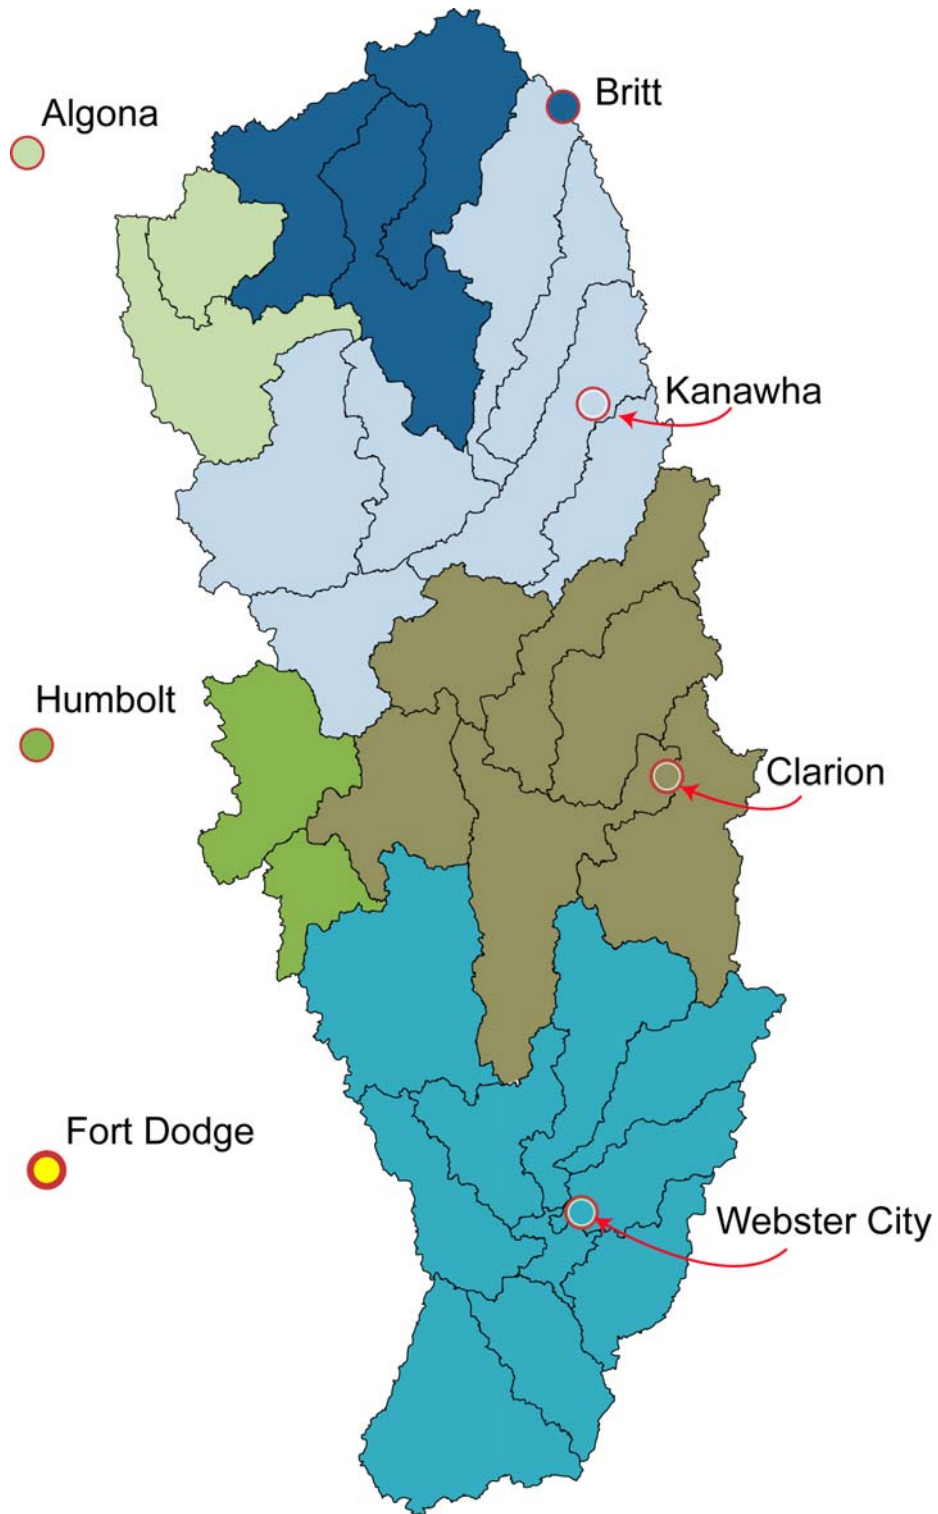 Britt
Algona
Kanawha
Humbolt
Clarion
Fort Dodge
Webster City